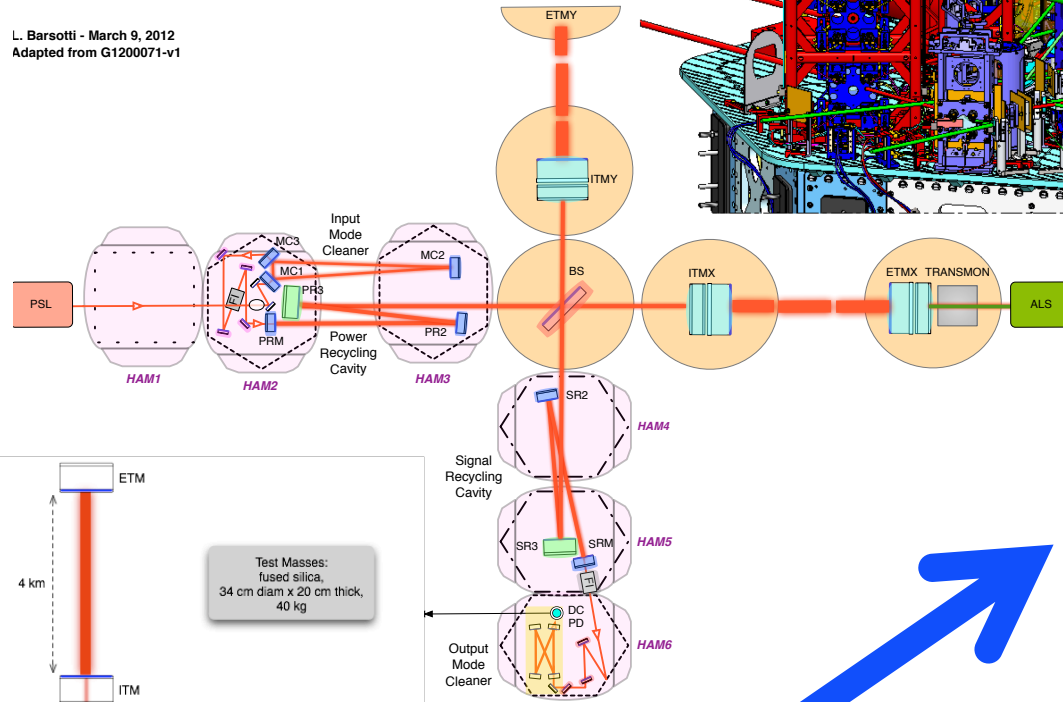 L. Barsotti - March 9, 2012
Adapted from G1200071-v1
ETMY
ITMY
Input
Mode
Cleaner
MC3
MC1
MC2
BS
ITMX
ETMX
TRANSMON
PSL
FI
PR3
ALS
PRM
PR2
Power
Recycling
Cavity
HAM1
HAM2
HAM3
SR2
HAM4
Signal
Recycling
Cavity
ETM
SR3
SRM
HAM5
FI
4 km
Test Masses:
fused silica,
34 cm diam x 20 cm thick,
40 kg
DC
PD
HAM6
Output
Mode
Cleaner
ITM